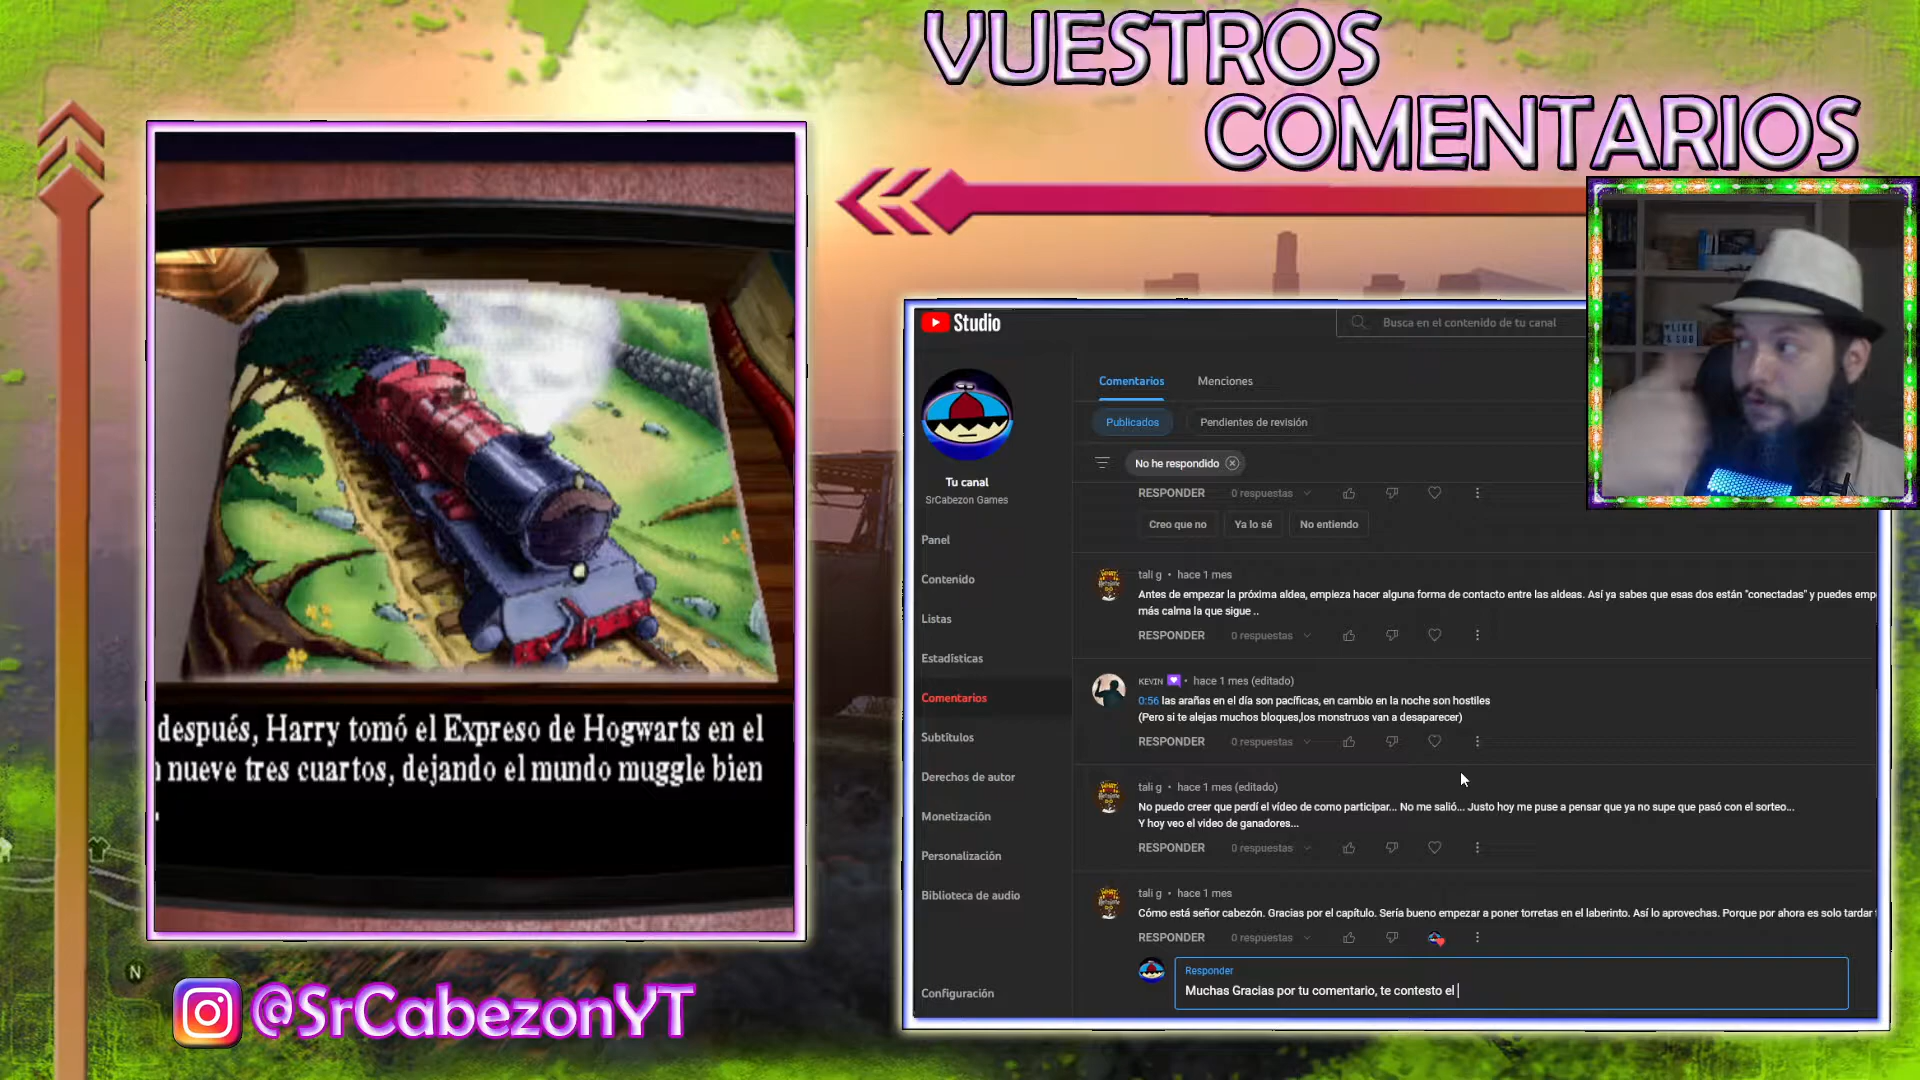 VUESTROS
COMENTARIOS
después, Harry tomó el Expreso de Hogwarts en el
nueve tres cuartos, dejando el mundo muggle bien
N
@SrCabezonYT
Studio
Busca en el contenido de tu canal
Tu canal
SrCabezon Games
Panel
Contenido
Listas
Estadísticas
Comentarios
Subtítulos
Derechos de autor
Monetización
Personalización
Biblioteca de audio
Configuración
Comentarios Menciones
Publicados Pendientes de revisión
No he respondido
RESPONDER 0 respuestas
Creo que no Ya lo sé No entiendo
tali g • hace 1 mes
Antes de empezar la próxima aldea, empieza hacer alguna forma de contacto entre las aldeas. Así ya sabes que esas dos están "conectadas" y puedes emp
más calma la que sigue ..
RESPONDER 0 respuestas
KEVIN • hace 1 mes (editado)
0:56 las arañas en el día son pacíficas, en cambio en la noche son hostiles
(Pero si te alejas muchos bloques,los monstruos van a desaparecer)
RESPONDER 0 respuestas
tali g • hace 1 mes (editado)
No puedo creer que perdí el vídeo de como participar... No me salió... Justo hoy me puse a pensar que ya no supe que pasó con el sorteo...
Y hoy veo el video de ganadores...
RESPONDER 0 respuestas
tali g • hace 1 mes
Cómo está señor cabezón. Gracias por el capítulo. Sería bueno empezar a poner torretas en el laberinto. Así lo aprovechas. Porque por ahora es solo tardar
RESPONDER 0 respuestas
Responder
Muchas Gracias por tu comentario, te contesto el
LIKE
& SUB